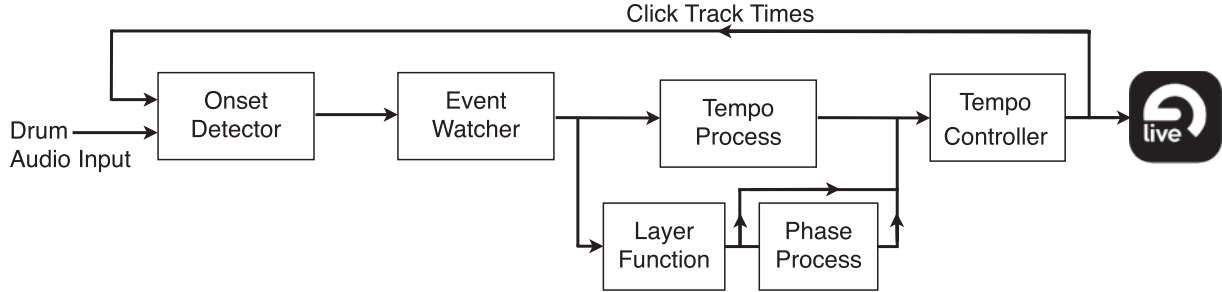 Click Track Times
Onset
Detector
Event
Watcher
Tempo
Process
Tempo
Controller
live
Drum
Audio Input
Layer
Function
Phase
Process